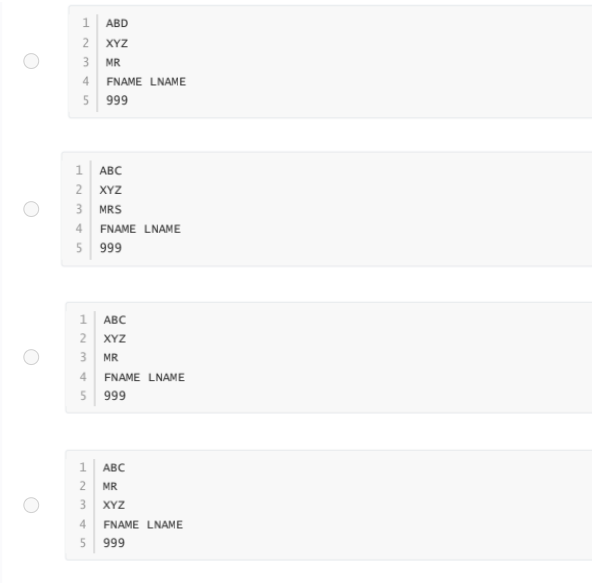 1 ABD
2 XYZ
3 MR
4 FNAME LNAME
5 999
1 ABC
2 XYZ
3 MRS
4 FNAME LNAME
5 999
1 ABC
2 XYZ
3 MR
4 FNAME LNAME
5 999
1 ABC
2 MR
3 XYZ
4 FNAME LNAME
5 999